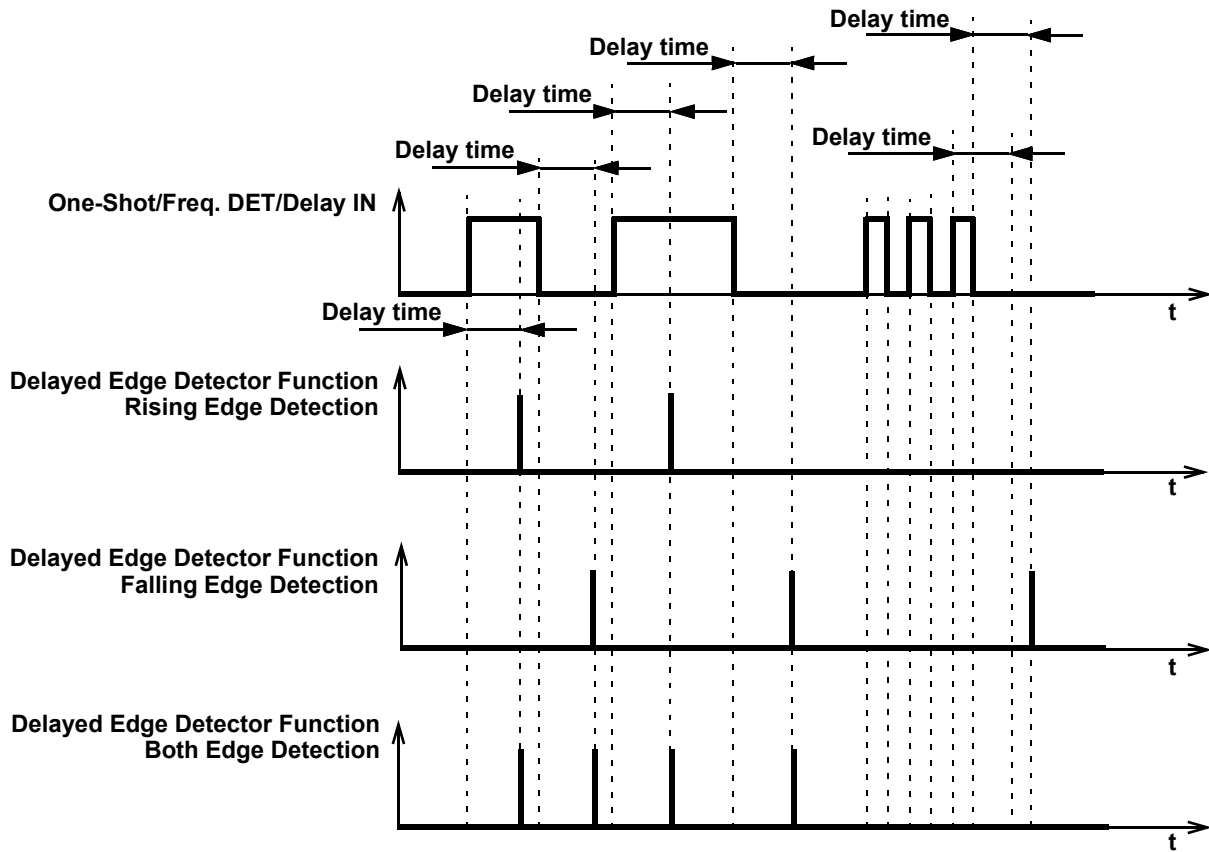 Delay time
Delay time
Delay time
Delay time
Delay time
One-Shot/Freq. DET/Delay IN
t
Delay time
Delayed Edge Detector Function
Rising Edge Detection
t
Delayed Edge Detector Function
Falling Edge Detection
t
Delayed Edge Detector Function
Both Edge Detection
t